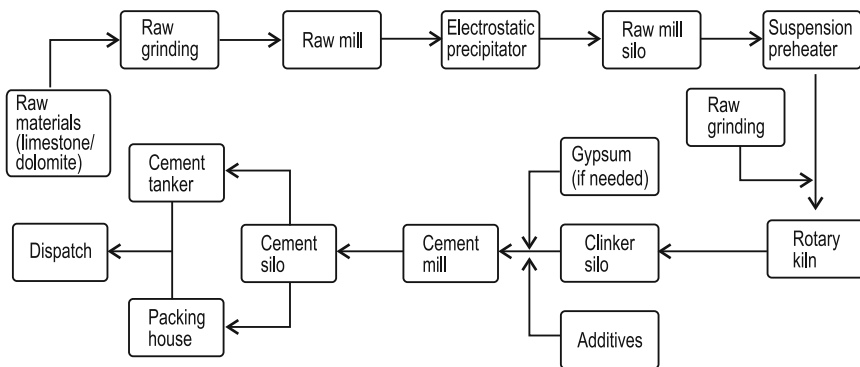 Raw
grinding
Raw mill
Electrostatic
precipitator
Raw mill
silo
Suspension
preheater
Raw
materials
(limestone/
dolomite)
Raw
grinding
Cement
tanker
Gypsum
(if needed)
Dispatch
Cement
silo
Cement
mill
Clinker
silo
Rotary
kiln
Packing
house
Additives